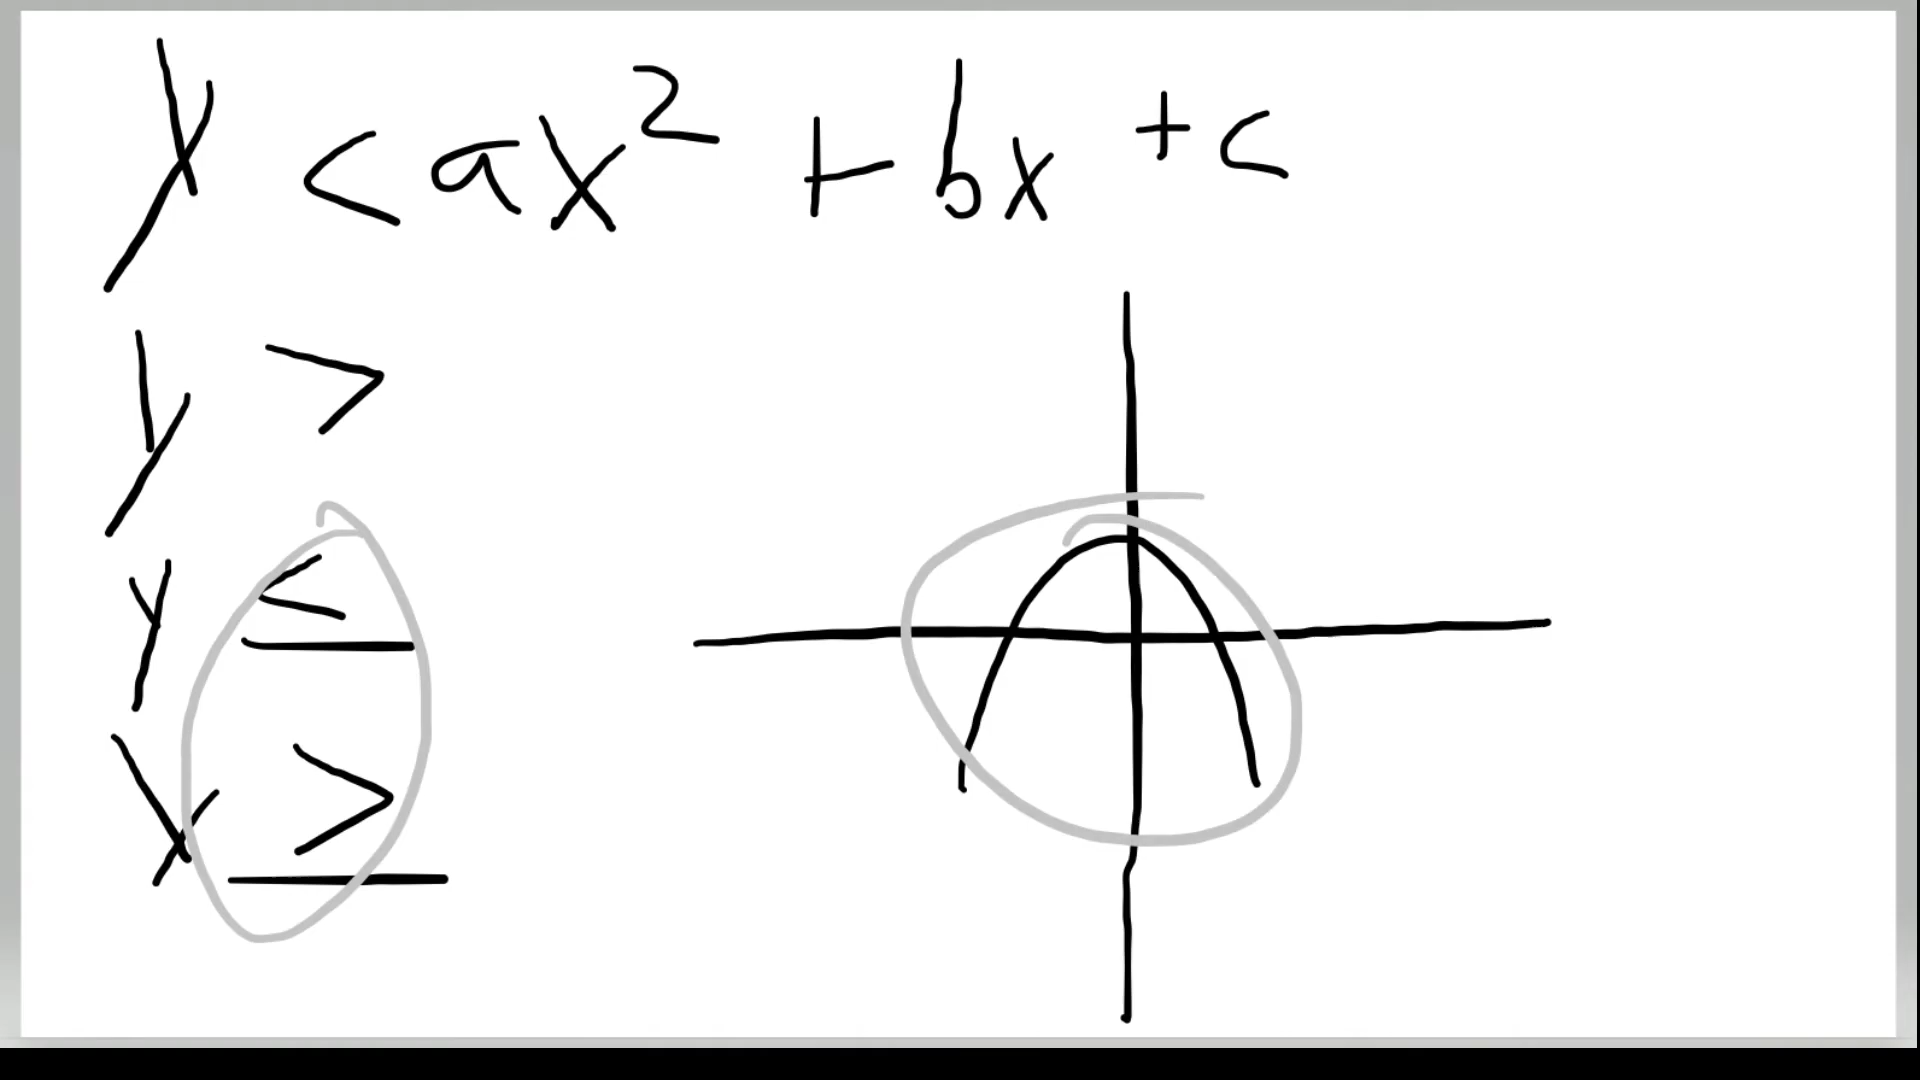 y < ax² + bx + c
y >
y ≤
y ≥